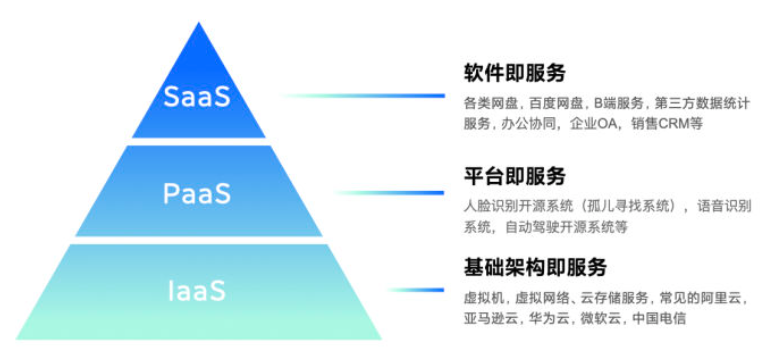 SaaS
软件即服务
各类网盘, 百度网盘, B端服务, 第三方数据统计
服务, 办公协同, 企业OA, 销售CRM等
PaaS
平台即服务
人脸识别开源系统（孤儿寻找系统）, 语音识别
系统, 自动驾驶开源系统等
IaaS
基础架构即服务
虚拟机, 虚拟网络、云存储服务, 常见的阿里云,
亚马逊云, 华为云, 微软云, 中国电信